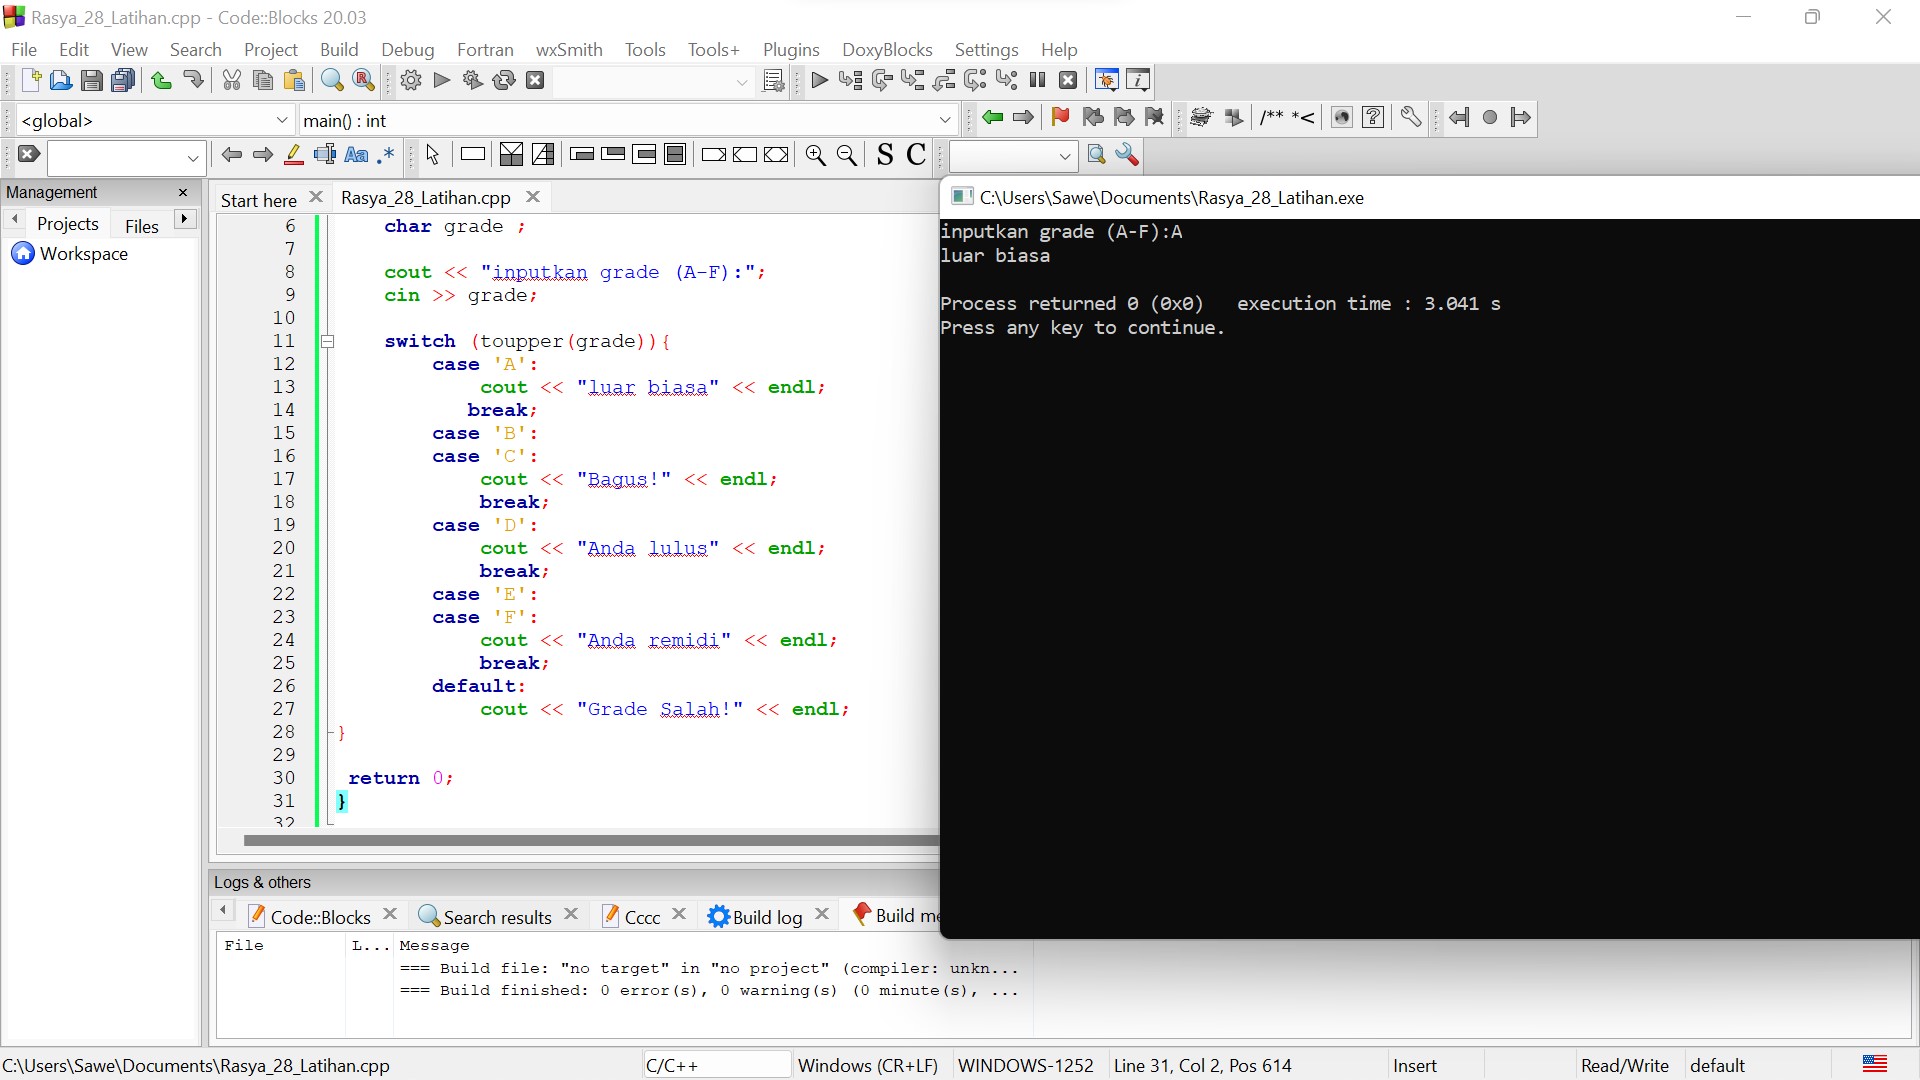 Rasya_28_Latihan.cpp - Code::Blocks 20.03
File Edit View Search Project Build Debug Fortran wxSmith Tools Tools+ Plugins DoxyBlocks Settings Help
<global> main() : int
/** *<
Aa .* S C
Management
Projects Files
Workspace
Start here Rasya_28_Latihan.cpp
6 char grade ;
7
8 cout << "inputkan grade (A-F):";
9 cin >> grade;
10
11 switch (toupper(grade)){
12 case 'A':
13 cout << "luar biasa" << endl;
14 break;
15 case 'B':
16 case 'C':
17 cout << "Bagus!" << endl;
18 break;
19 case 'D':
20 cout << "Anda lulus" << endl;
21 break;
22 case 'E':
23 case 'F':
24 cout << "Anda remidi" << endl;
25 break;
26 default:
27 cout << "Grade Salah!" << endl;
28 }
29
30 return 0;
31 }
32
C:\Users\Sawe\Documents\Rasya_28_Latihan.exe
inputkan grade (A-F):A
luar biasa
Process returned 0 (0x0) execution time : 3.041 s
Press any key to continue.
Logs & others
Code::Blocks Search results Cccc Build log Build me
File L... Message
=== Build file: "no target" in "no project" (compiler: unkn...
=== Build finished: 0 error(s), 0 warning(s) (0 minute(s), ...
C:\Users\Sawe\Documents\Rasya_28_Latihan.cpp C/C++ Windows (CR+LF) WINDOWS-1252 Line 31, Col 2, Pos 614 Insert Read/Write default